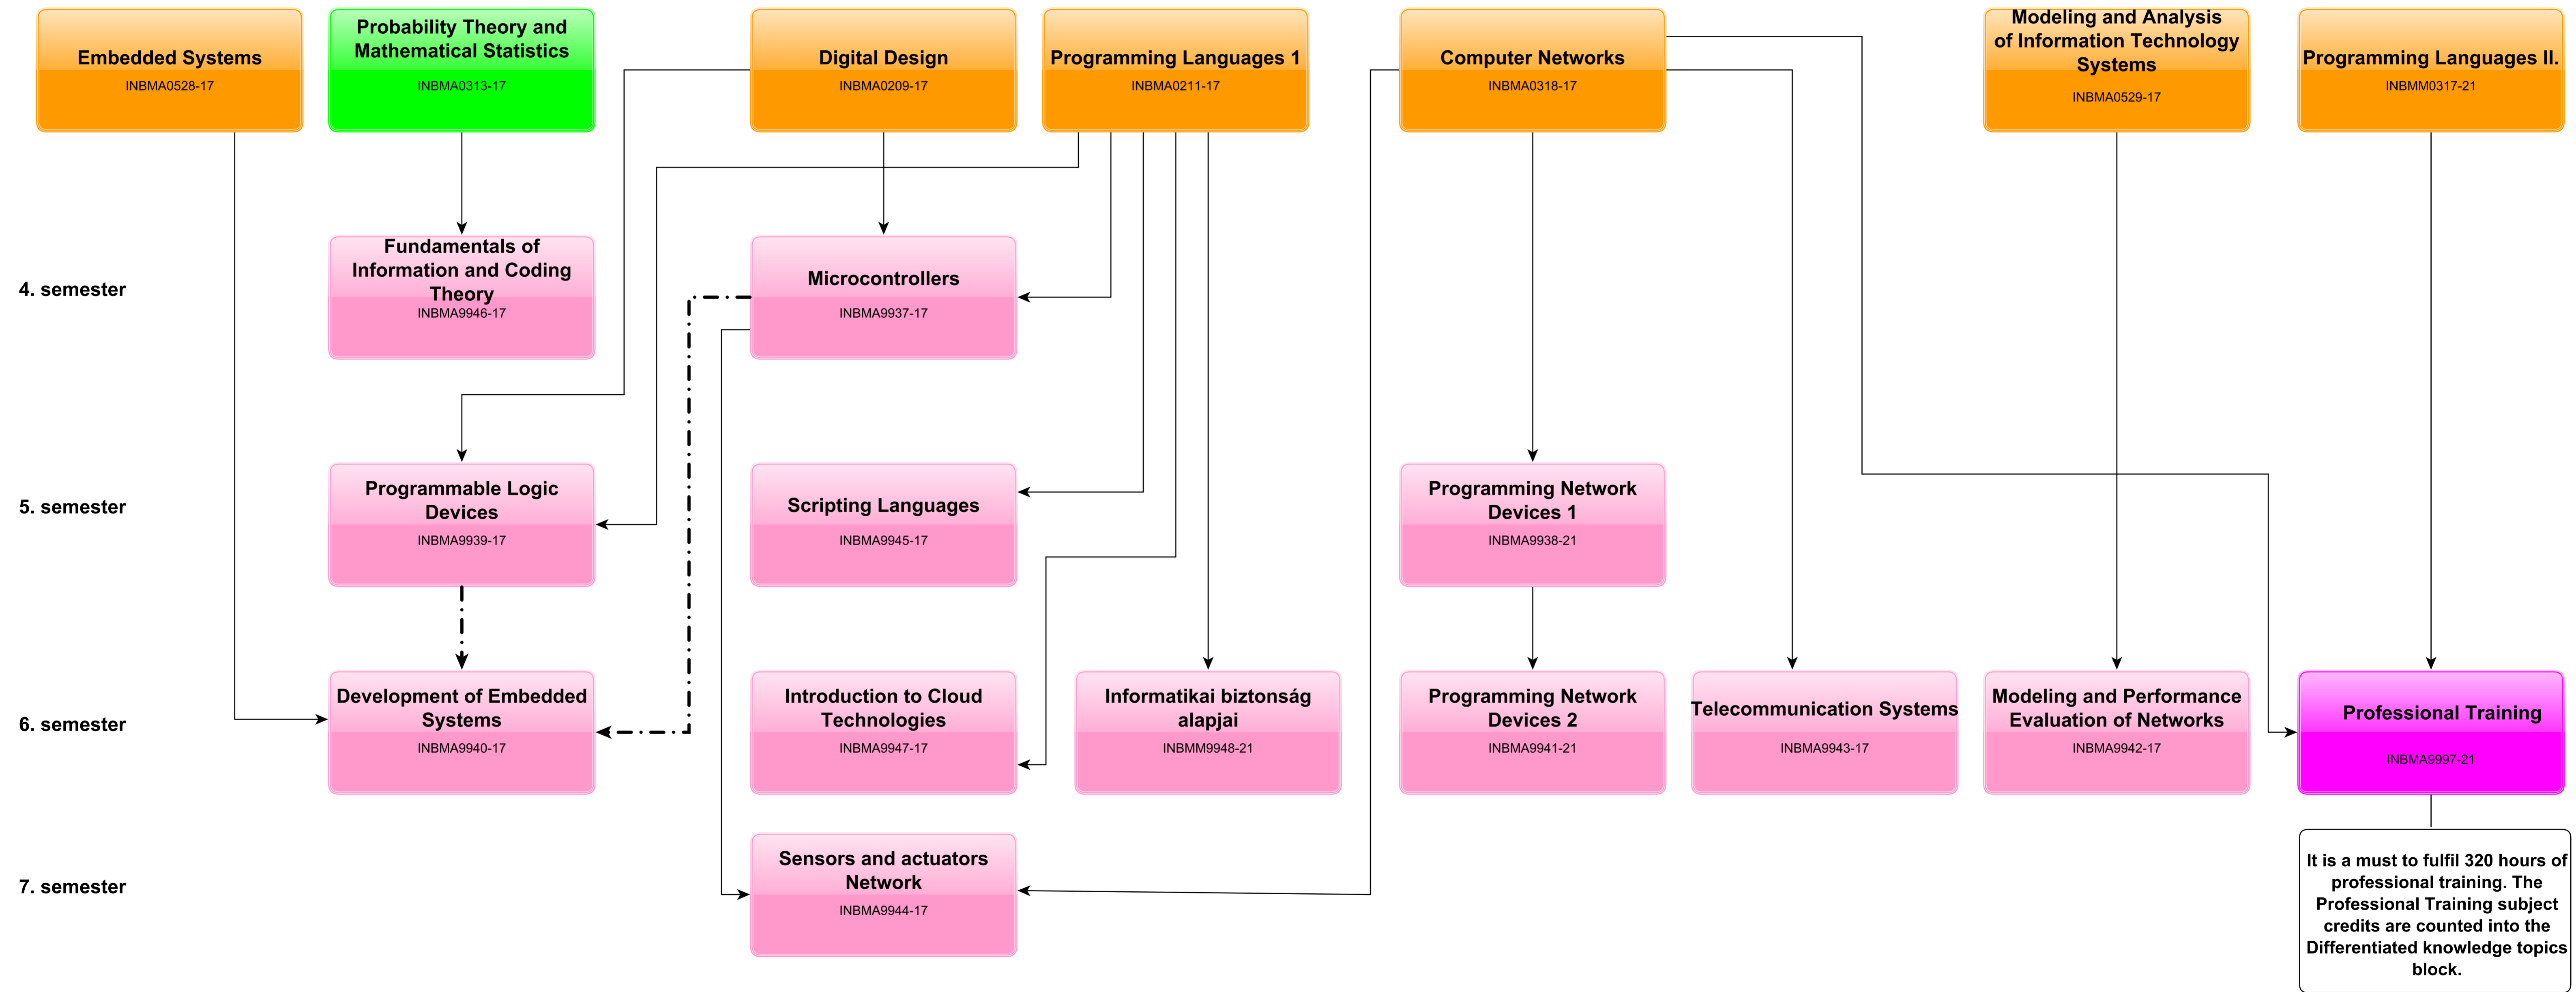 Embedded Systems
INBMA0528-17
Probability Theory and
Mathematical Statistics
INBMA0313-17
Digital Design
INBMA0209-17
Programming Languages 1
INBMA0211-17
Computer Networks
INBMA0318-17
Modeling and Analysis
of Information Technology
Systems
INBMA0529-17
Programming Languages II.
INBMM0317-21
4. semester
Fundamentals of
Information and Coding
Theory
INBMA9946-17
Microcontrollers
INBMA9937-17
5. semester
Programmable Logic
Devices
INBMA9939-17
Scripting Languages
INBMA9945-17
Programming Network
Devices 1
INBMA9938-21
6. semester
Development of Embedded
Systems
INBMA9940-17
Introduction to Cloud
Technologies
INBMA9947-17
Informatikai biztonság
alapjai
INBMM9948-21
Programming Network
Devices 2
INBMA9941-21
Telecommunication Systems
INBMA9943-17
Modeling and Performance
Evaluation of Networks
INBMA9942-17
Professional Training
INBMA9997-21
7. semester
Sensors and actuators
Network
INBMA9944-17
It is a must to fulfil 320 hours of
professional training. The
Professional Training subject
credits are counted into the
Differentiated knowledge topics
block.